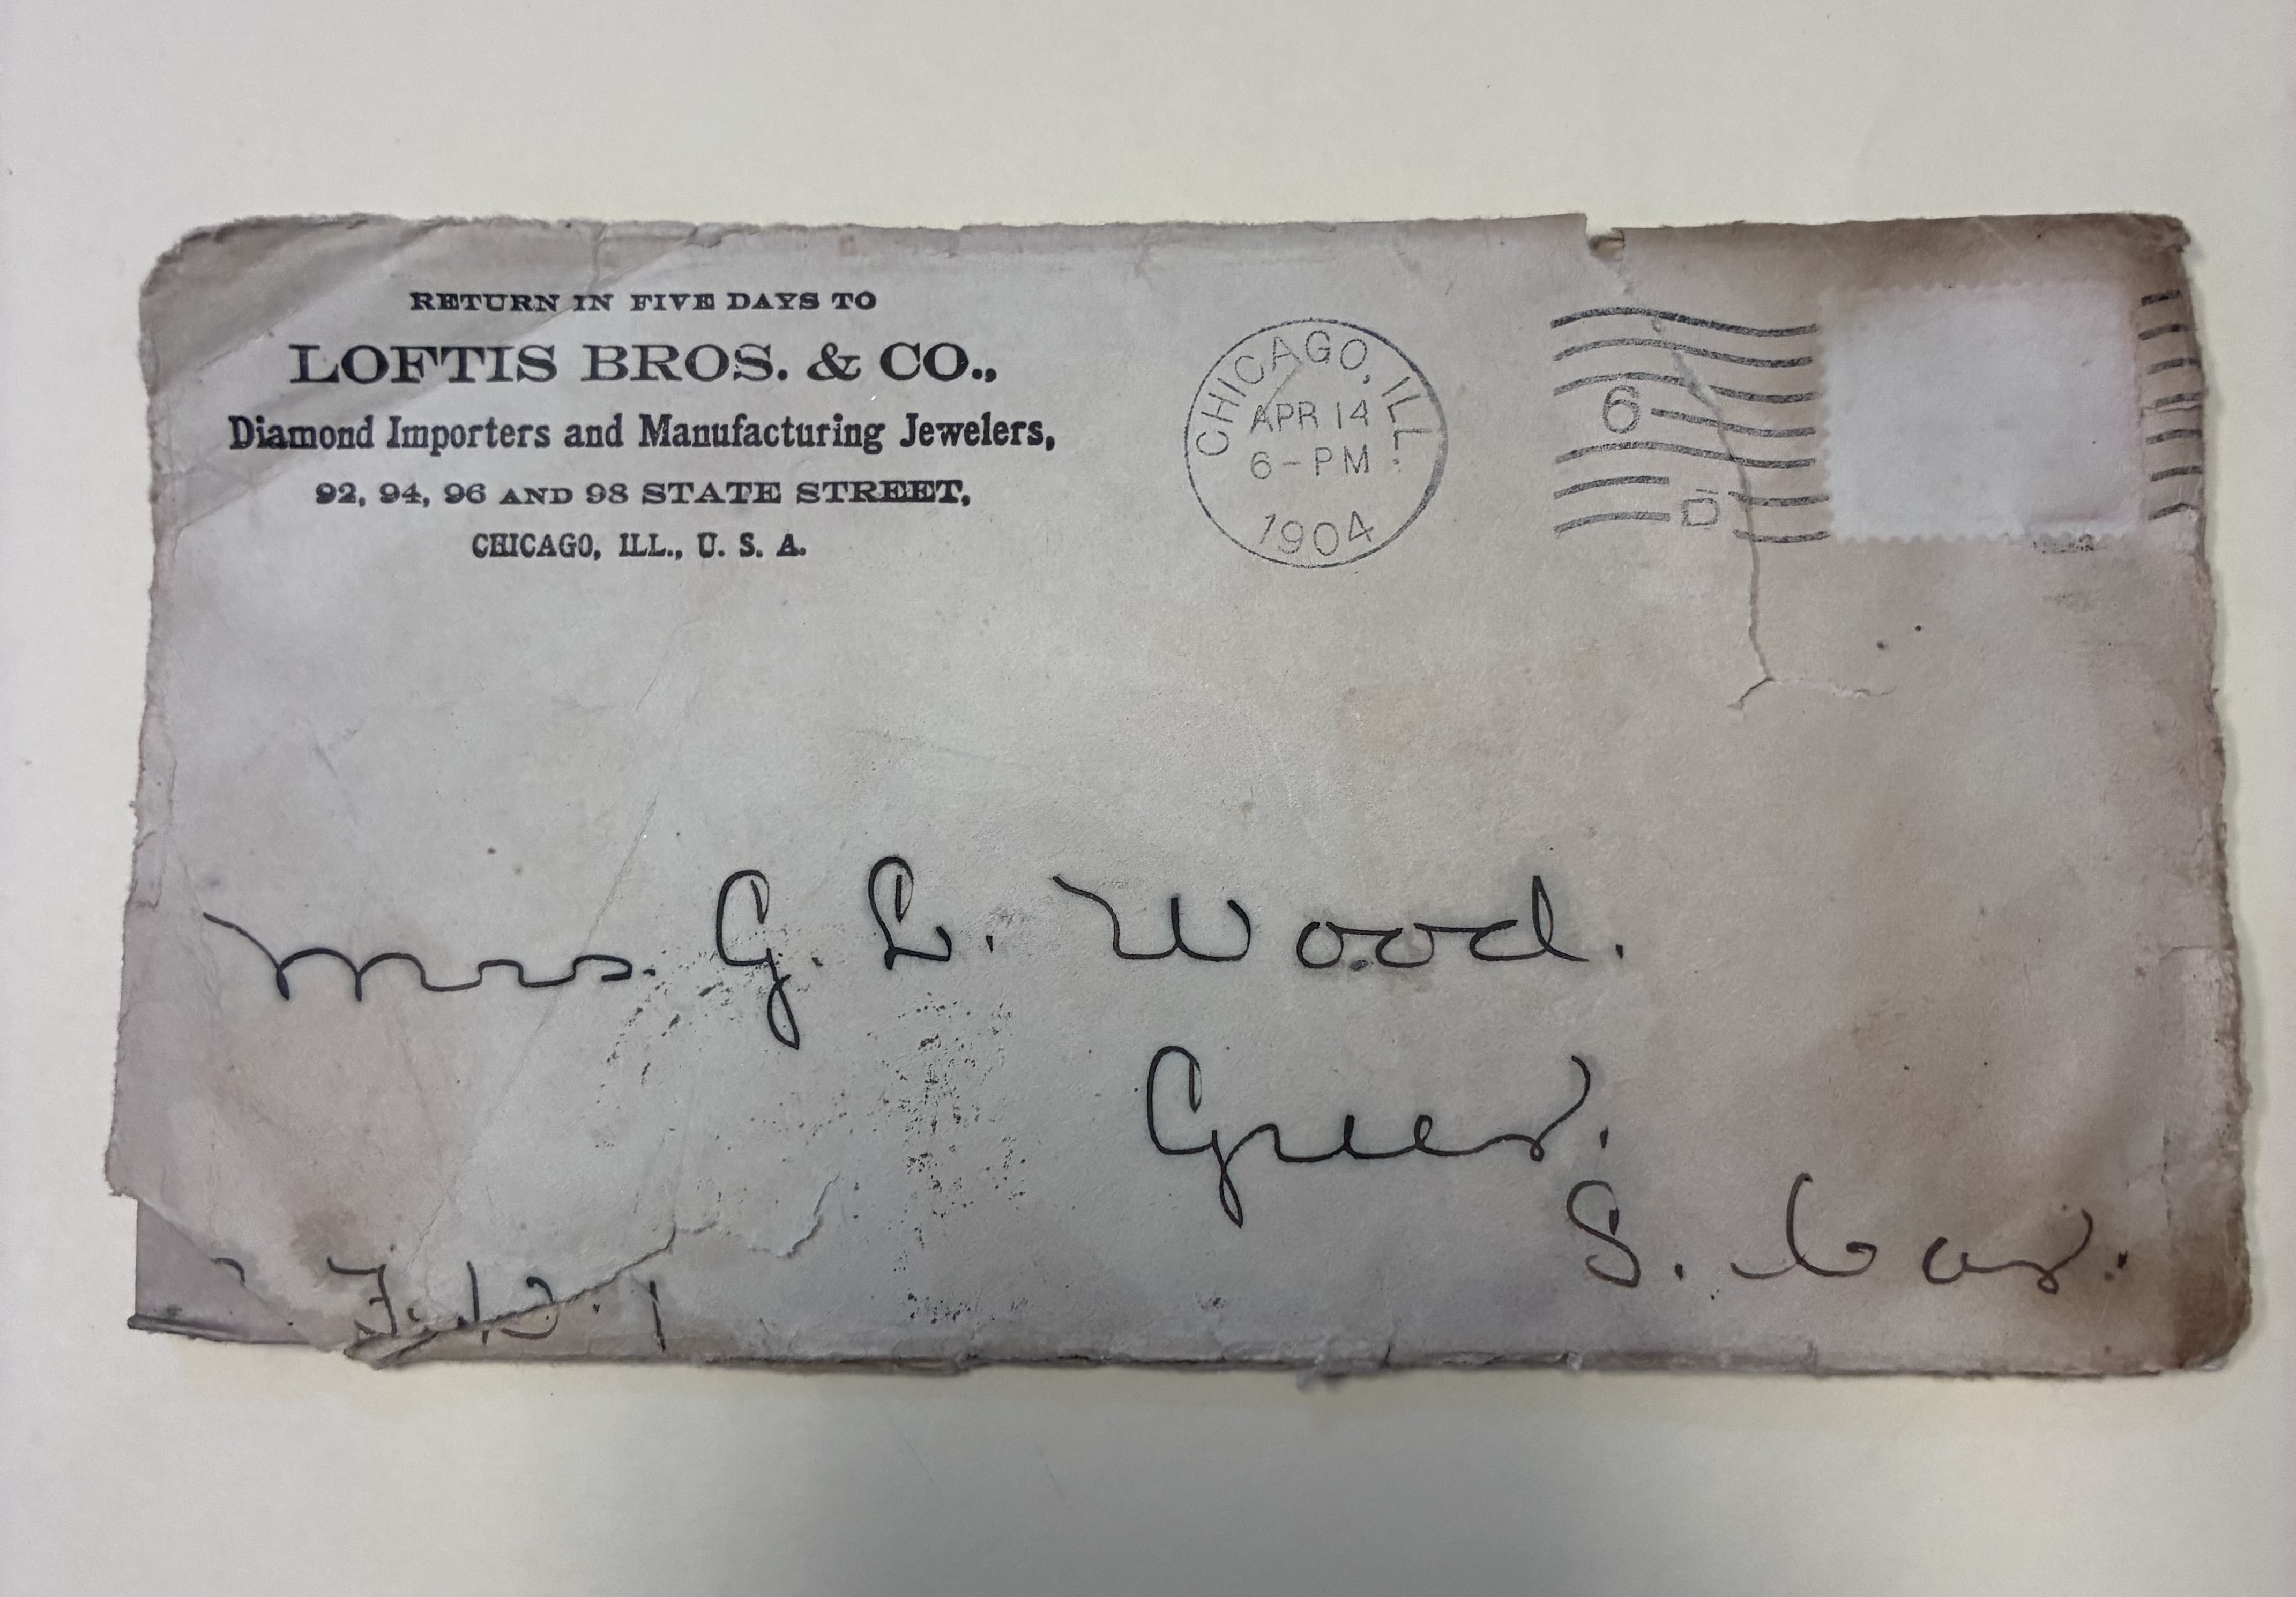 RETURN IN FIVE DAYS TO
LOFTIS BROS. & CO.,
Diamond Importers and Manufacturing Jewelers,
92, 94, 96 AND 98 STATE STREET,
CHICAGO, ILL., U. S. A.
CHICAGO, ILL.
APR 14
6-PM
1904
6
D
Mrs. G. L. Wood.
Greer.
S. Car.